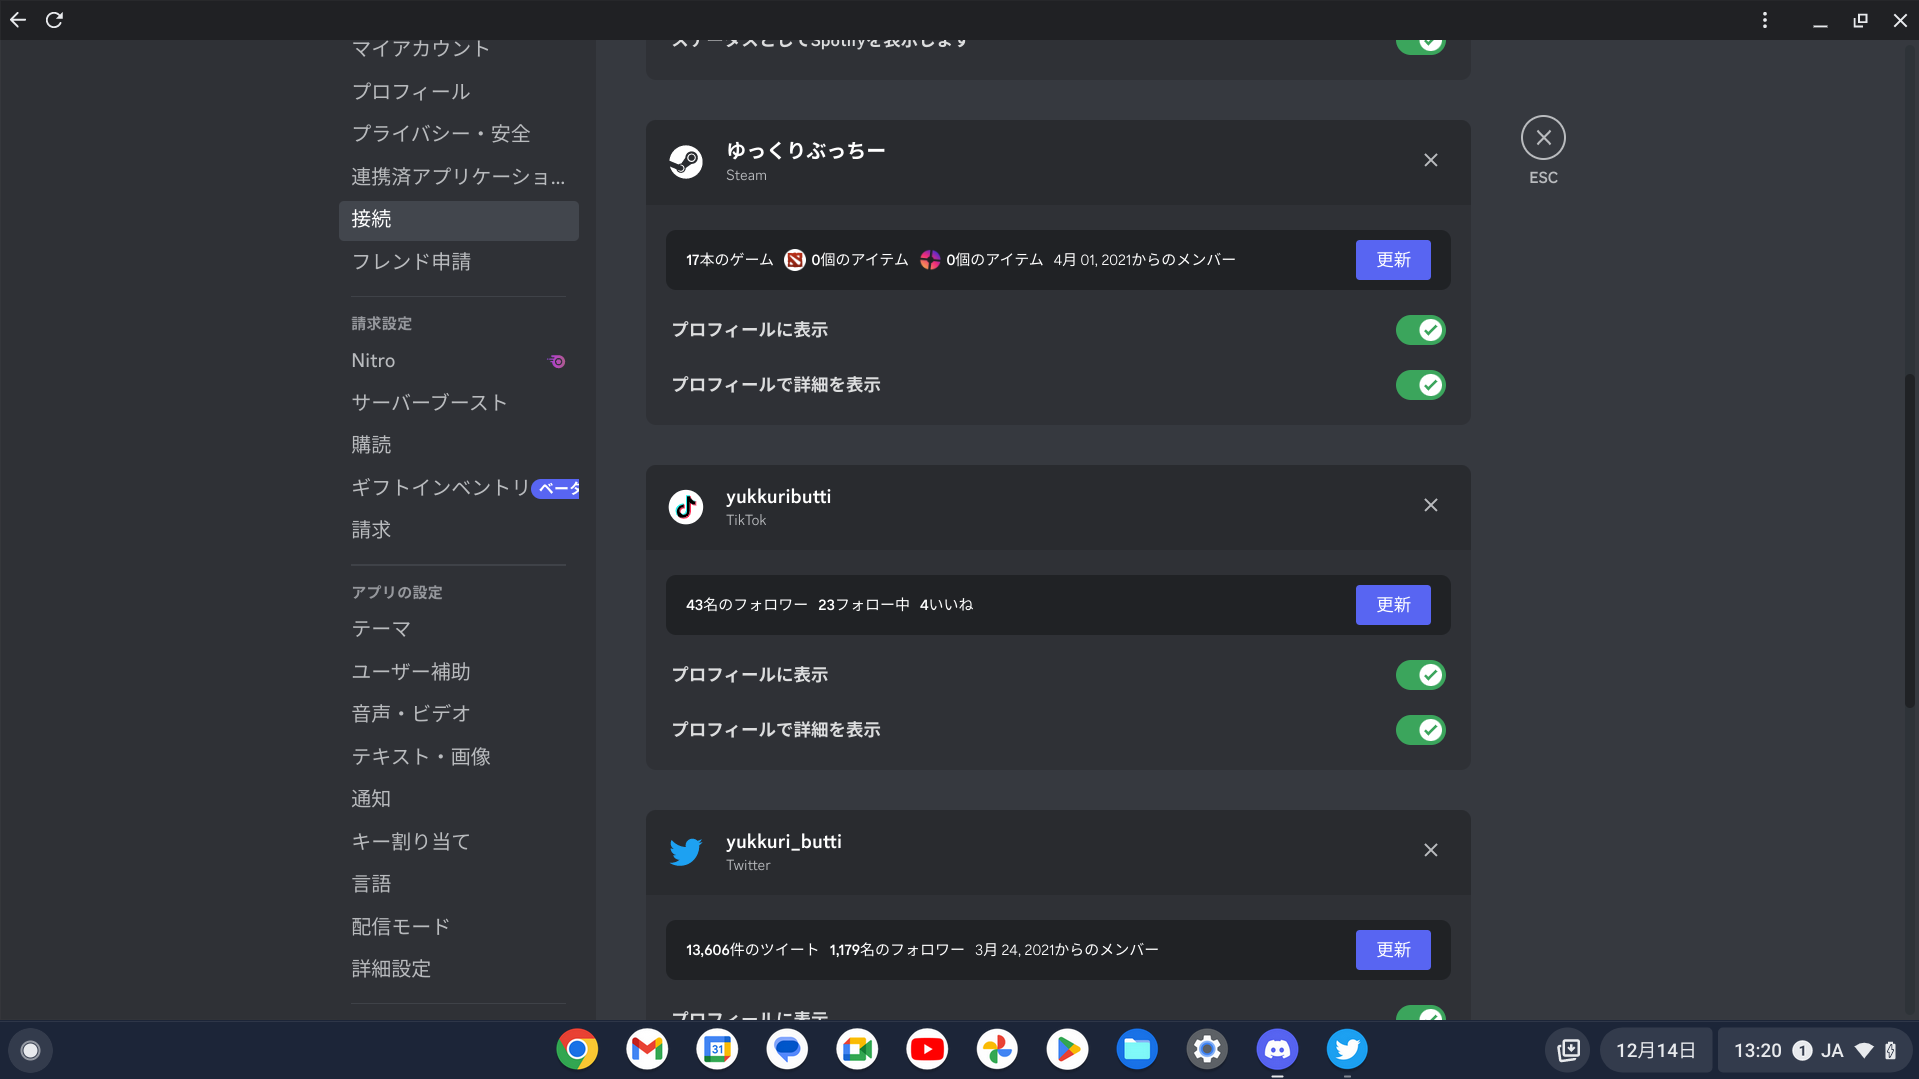 マイアカウント
プロフィール
プライバシー・安全
連携済アプリケーショ...
接続
フレンド申請
請求設定
Nitro
サーバーブースト
購読
ギフトインベントリ ベータ
請求
アプリの設定
テーマ
ユーザー補助
音声・ビデオ
テキスト・画像
通知
キー割り当て
言語
配信モード
詳細設定
ステータスとしてSpotifyを表示します
ゆっくりぶっちー
Steam
17本のゲーム 0個のアイテム 0個のアイテム 4月 01, 2021からのメンバー
更新
プロフィールに表示
プロフィールで詳細を表示
yukkuributti
TikTok
43名のフォロワー 23フォロー中 4いいね
更新
プロフィールに表示
プロフィールで詳細を表示
yukkuri_butti
Twitter
13,606件のツイート 1,179名のフォロワー 3月 24, 2021からのメンバー
更新
プロフィールに表示
ESC
31
12月14日
13:20 1 JA